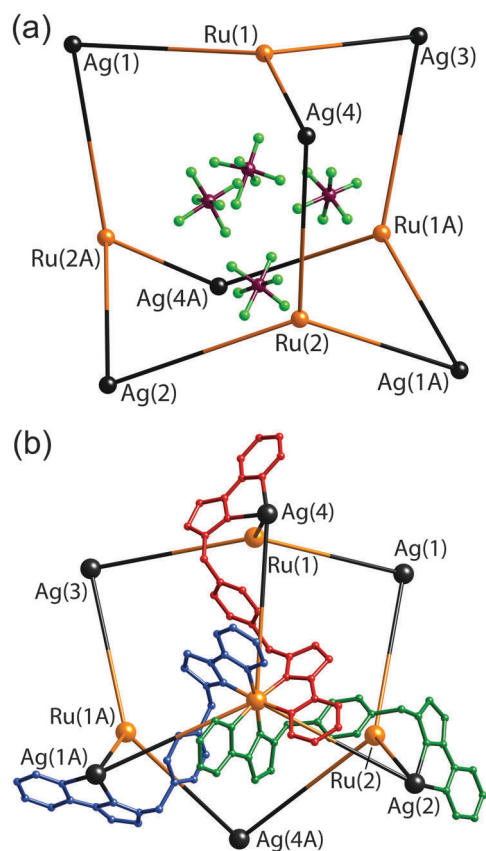 (a)
Ru(1)
Ag(1)
Ag(3)
Ag(4)
Ru(2A)
Ru(1A)
Ag(4A)
Ru(2)
Ag(2)
Ag(1A)
(b)
Ag(4)
Ru(1)
Ag(1)
Ag(3)
Ru(1A)
Ag(1A)
Ru(2)
Ag(2)
Ag(4A)